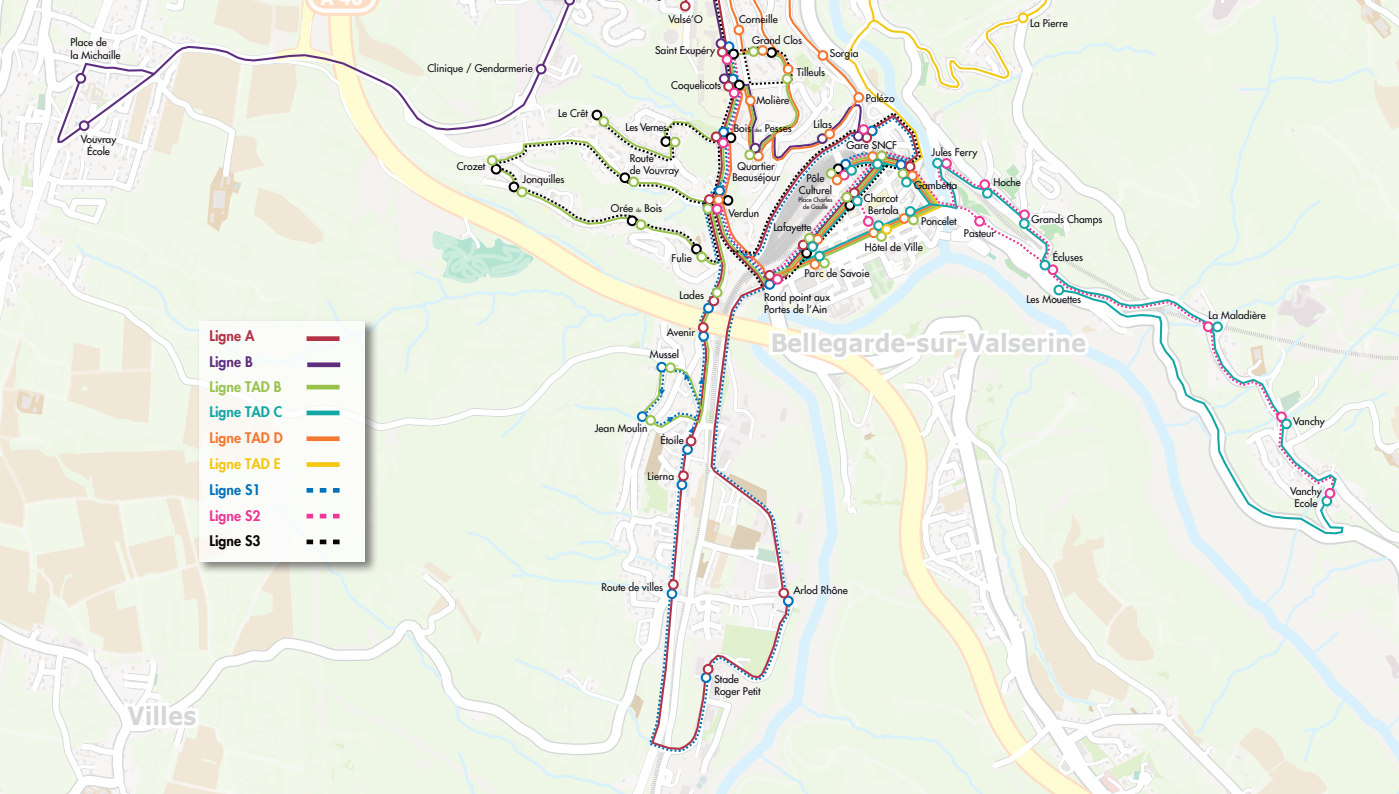 A 40
Valsé'O
Corneille
La Pierre
Place de
la Michaille
Saint Exupéry
Grand Clos
Sorgia
Clinique / Gendarmerie
Tilleuls
Coquelicots
Molière
Palézo
Le Crêt
Les Vernes
Bois des Pesses
Lilas
Vouvray
École
Gare SNCF
Jules Ferry
Crozet
Route
de Vouvray
Quartier
Beauséjour
Pôle
Culturel
Place Charles
de Gaulle
Jonquilles
Gambetta
Hoche
Charcot
Bertola
Orée du Bois
Verdun
Lafayette
Poncelet
Pasteur
Grands Champs
Hôtel de Ville
Fulie
Parc de Savoie
Écluses
Lades
Rond point aux
Portes de l'Ain
Les Mouettes
La Maladière
Avenir
Bellegarde-sur-Valserine
Mussel
Jean Moulin
Étoile
Vanchy
Lierna
Vanchy
Ecole
Ligne A
Ligne B
Ligne TAD B
Ligne TAD C
Ligne TAD D
Ligne TAD E
Ligne S1
Ligne S2
Ligne S3
Route de villes
Arlod Rhône
Stade
Roger Petit
Villes